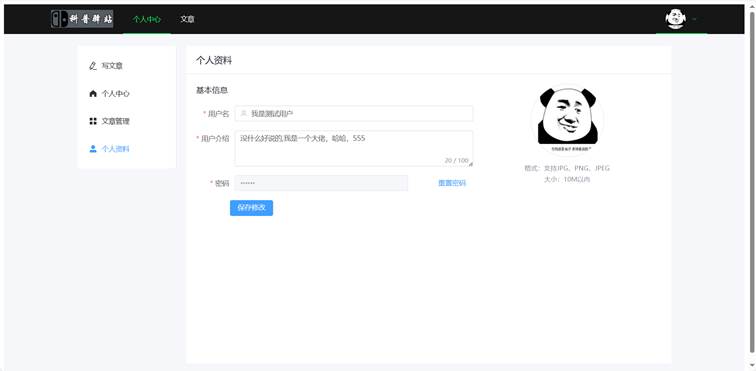 科普驿站 个人中心 文章
写文章
个人中心
文章管理
个人资料
个人资料
基本信息
* 用户名 我是测试用户
* 用户介绍 没什么好说的,我是一个大佬，哈哈，555
20 / 100
* 密码 •••••• 重置密码
保存修改
格式：支持JPG、PNG、JPEG
大小：10M以内